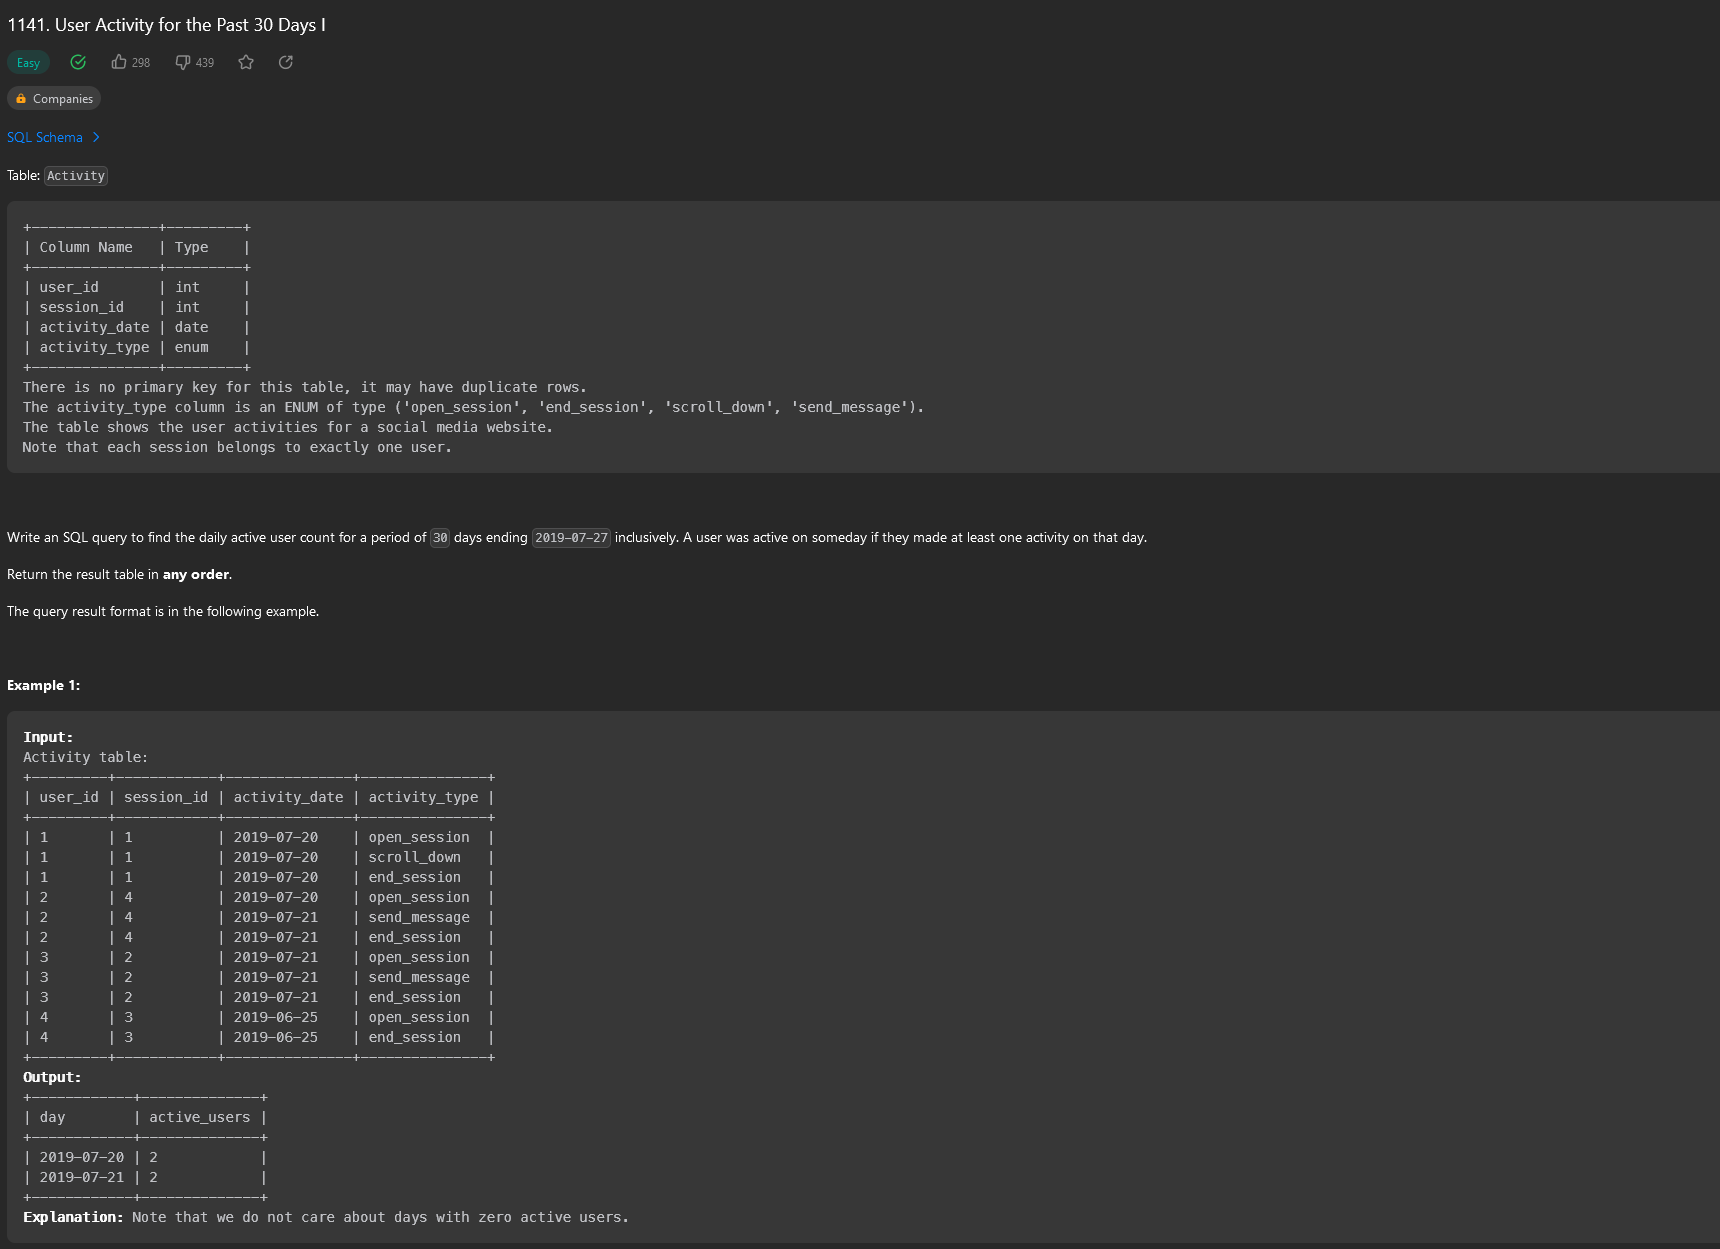 1141. User Activity for the Past 30 Days I
Easy 298 439
Companies
SQL Schema >
Table: Activity
+---------------+---------+
| Column Name   | Type    |
+---------------+---------+
| user_id       | int     |
| session_id    | int     |
| activity_date | date    |
| activity_type | enum    |
+---------------+---------+
There is no primary key for this table, it may have duplicate rows.
The activity_type column is an ENUM of type ('open_session', 'end_session', 'scroll_down', 'send_message').
The table shows the user activities for a social media website.
Note that each session belongs to exactly one user.
Write an SQL query to find the daily active user count for a period of 30 days ending 2019-07-27 inclusively. A user was active on someday if they made at least one activity on that day.
Return the result table in any order.
The query result format is in the following example.
Example 1:
Input:
Activity table:
+---------+------------+---------------+---------------+
| user_id | session_id | activity_date | activity_type |
+---------+------------+---------------+---------------+
| 1       | 1          | 2019-07-20    | open_session  |
| 1       | 1          | 2019-07-20    | scroll_down   |
| 1       | 1          | 2019-07-20    | end_session   |
| 2       | 4          | 2019-07-20    | open_session  |
| 2       | 4          | 2019-07-21    | send_message  |
| 2       | 4          | 2019-07-21    | end_session   |
| 3       | 2          | 2019-07-21    | open_session  |
| 3       | 2          | 2019-07-21    | send_message  |
| 3       | 2          | 2019-07-21    | end_session   |
| 4       | 3          | 2019-06-25    | open_session  |
| 4       | 3          | 2019-06-25    | end_session   |
+---------+------------+---------------+---------------+
Output:
+------------+--------------+
| day        | active_users |
+------------+--------------+
| 2019-07-20 | 2            |
| 2019-07-21 | 2            |
+------------+--------------+
Explanation: Note that we do not care about days with zero active users.